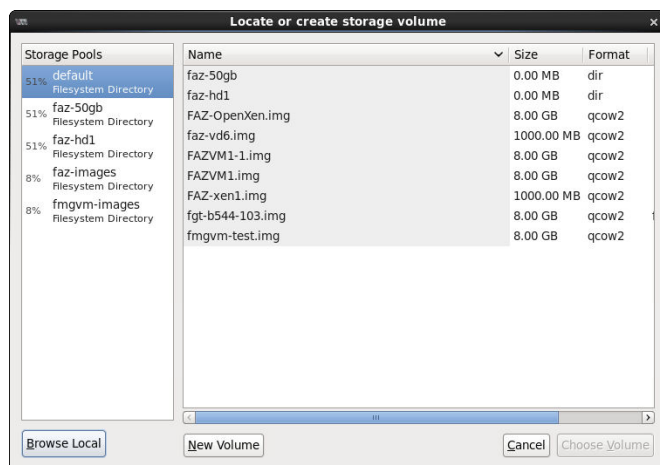 Locate or create storage volume
Storage Pools
51% default
Filesystem Directory
51% faz-50gb
Filesystem Directory
51% faz-hd1
Filesystem Directory
8% faz-images
Filesystem Directory
8% fmgvm-images
Filesystem Directory
Name Size Format
faz-50gb 0.00 MB dir
faz-hd1 0.00 MB dir
FAZ-OpenXen.img 8.00 GB qcow2
faz-vd6.img 1000.00 MB qcow2
FAZVM1-1.img 8.00 GB qcow2
FAZVM1.img 8.00 GB qcow2
FAZ-xen1.img 1000.00 MB qcow2
fgt-b544-103.img 8.00 GB qcow2
fmgvm-test.img 8.00 GB qcow2
Browse Local New Volume Cancel Choose Volume